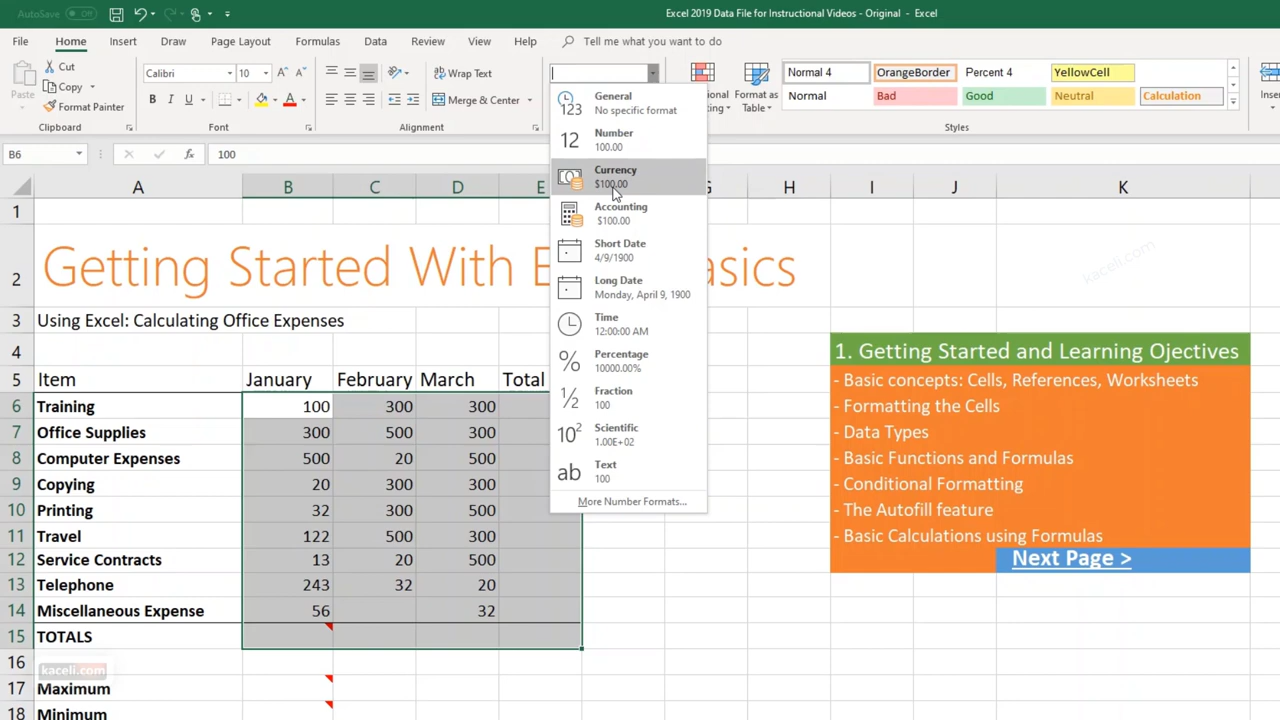 AutoSave Off
Excel 2019 Data File for Instructional Videos - Original - Excel
File Home Insert Draw Page Layout Formulas Data Review View Help Tell me what you want to do
Paste
Cut
Copy
Format Painter
Clipboard
Calibri 10
B I U
Font
Wrap Text
Merge & Center
Alignment
Format as
Table
Normal 4 OrangeBorder Percent 4 YellowCell
Normal Bad Good Neutral Calculation
Styles
B6 fx 100
General
No specific format
Number
100.00
Currency
$100.00
Accounting
$100.00
Short Date
4/9/1900
Long Date
Monday, April 9, 1900
Time
12:00:00 AM
Percentage
10000.00%
Fraction
100
Scientific
1.00E+02
Text
100
More Number Formats...
A B C D E G H I J K
1
2 Getting Started With
3 Using Excel: Calculating Office Expenses
4
5 Item January February March Total
6 Training 100 300 300
7 Office Supplies 300 500 300
8 Computer Expenses 500 20 500
9 Copying 20 300 500
10 Printing 32 300 500
11 Travel 122 500 300
12 Service Contracts 13 20 500
13 Telephone 243 32 20
14 Miscellaneous Expense 56 32
15 TOTALS
16
17 Maximum
18 Minimum
kaceli.com
kaceli.com
1. Getting Started and Learning Ojectives
- Basic concepts: Cells, References, Worksheets
- Formatting the Cells
- Data Types
- Basic Functions and Formulas
- Conditional Formatting
- The Autofill feature
- Basic Calculations using Formulas
Next Page >